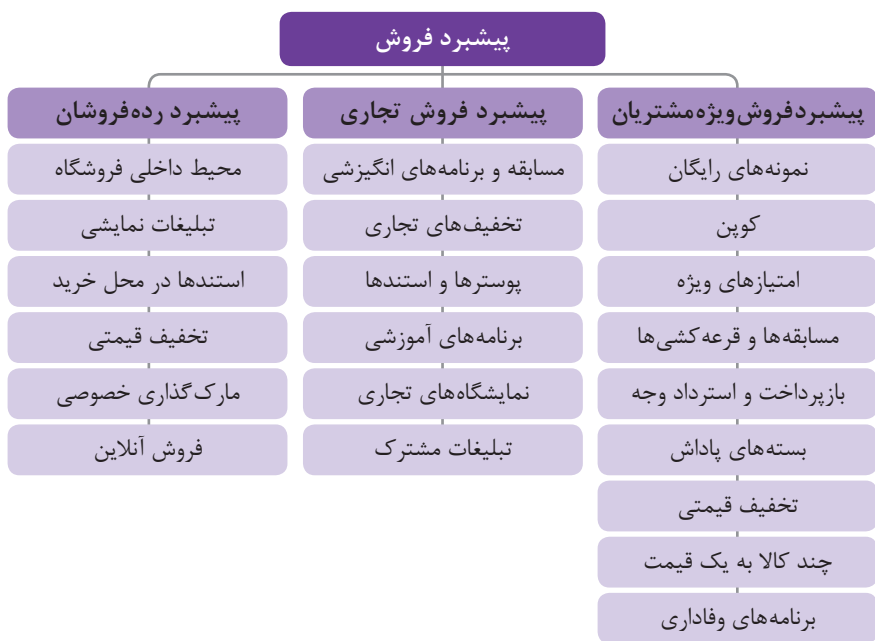 پیشبرد فروش
پیشبردفروش‌ویژه‌مشتریان
نمونه‌های رایگان
کوپن
امتیازهای ویژه
مسابقه‌ها و قرعه‌کشی‌ها
بازپرداخت و استرداد وجه
بسته‌های پاداش
تخفیف قیمتی
چند کالا به یک قیمت
برنامه‌های وفاداری
پیشبرد فروش تجاری
مسابقه و برنامه‌های انگیزشی
تخفیف‌های تجاری
پوسترها و استندها
برنامه‌های آموزشی
نمایشگاه‌های تجاری
تبلیغات مشترک
پیشبرد رده‌فروشان
محیط داخلی فروشگاه
تبلیغات نمایشی
استندها در محل خرید
تخفیف قیمتی
مارک‌گذاری خصوصی
فروش آنلاین